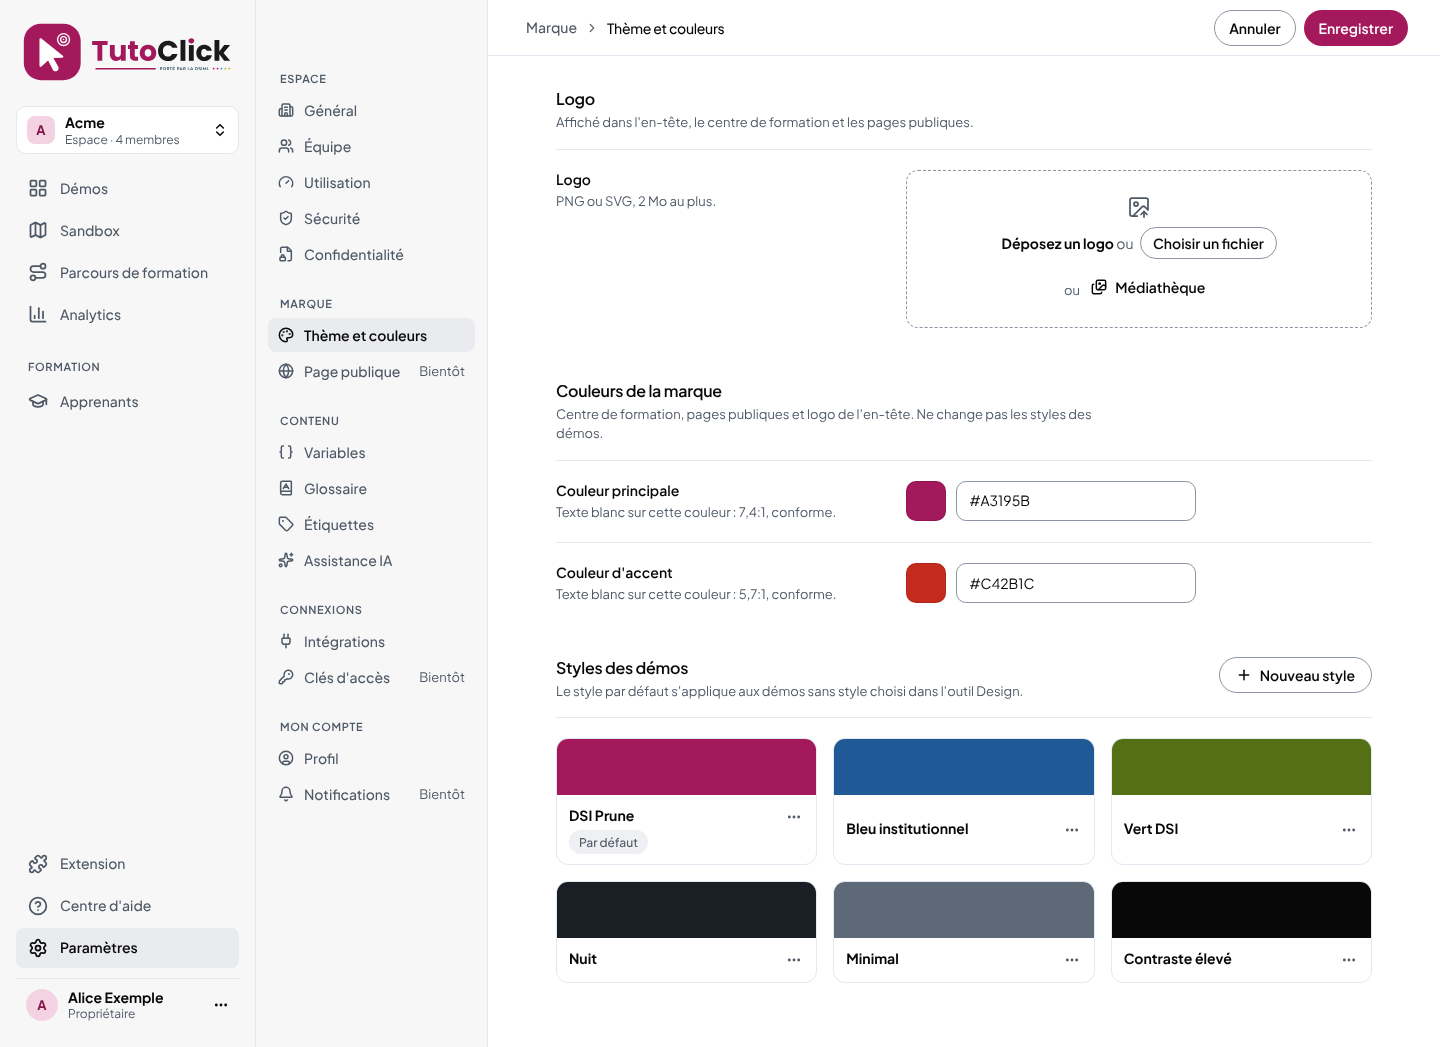 TutoClick
PORTÉ PAR LA DSIML
A
Acme
Espace · 4 membres
Démos
Sandbox
Parcours de formation
Analytics
FORMATION
Apprenants
Extension
Centre d'aide
Paramètres
A
Alice Exemple
Propriétaire
ESPACE
Général
Équipe
Utilisation
Sécurité
Confidentialité
MARQUE
Thème et couleurs
Page publique Bientôt
CONTENU
Variables
Glossaire
Étiquettes
Assistance IA
CONNEXIONS
Intégrations
Clés d'accès Bientôt
MON COMPTE
Profil
Notifications Bientôt
Marque > Thème et couleurs
Annuler Enregistrer
Logo
Affiché dans l'en-tête, le centre de formation et les pages publiques.
Logo
PNG ou SVG, 2 Mo au plus.
Déposez un logo ou Choisir un fichier
ou Médiathèque
Couleurs de la marque
Centre de formation, pages publiques et logo de l'en-tête. Ne change pas les styles des
démos.
Couleur principale
Texte blanc sur cette couleur : 7,4:1, conforme.
#A3195B
Couleur d'accent
Texte blanc sur cette couleur : 5,7:1, conforme.
#C42B1C
Styles des démos
Le style par défaut s'applique aux démos sans style choisi dans l'outil Design.
+ Nouveau style
DSI Prune
Par défaut
Bleu institutionnel
Vert DSI
Nuit
Minimal
Contraste élevé